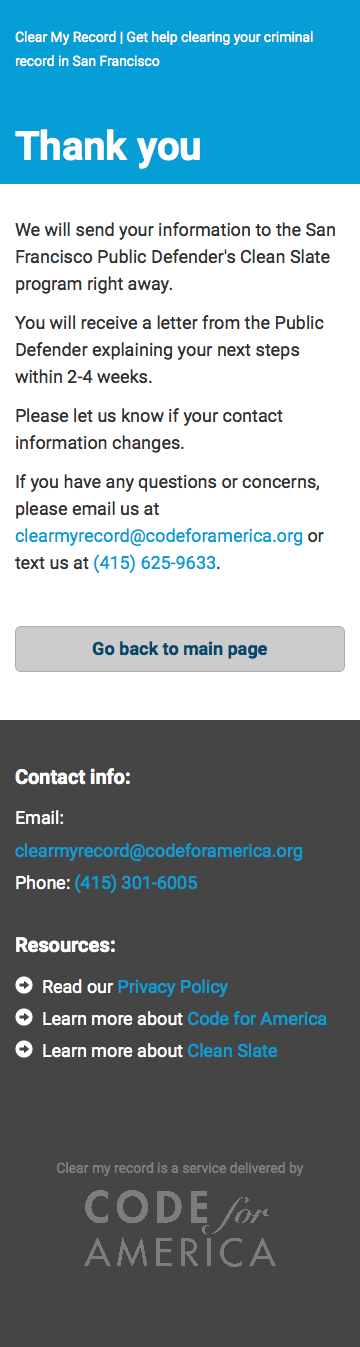 Clear My Record | Get help clearing your criminal
record in San Francisco
Thank you
We will send your information to the San
Francisco Public Defender's Clean Slate
program right away.
You will receive a letter from the Public
Defender explaining your next steps
within 2-4 weeks.
Please let us know if your contact
information changes.
If you have any questions or concerns,
please email us at
clearmyrecord@codeforamerica.org or
text us at (415) 625-9633.
Go back to main page
Contact info:
Email:
clearmyrecord@codeforamerica.org
Phone: (415) 301-6005
Resources:
Read our Privacy Policy
Learn more about Code for America
Learn more about Clean Slate
Clear my record is a service delivered by
CODE for
AMERICA